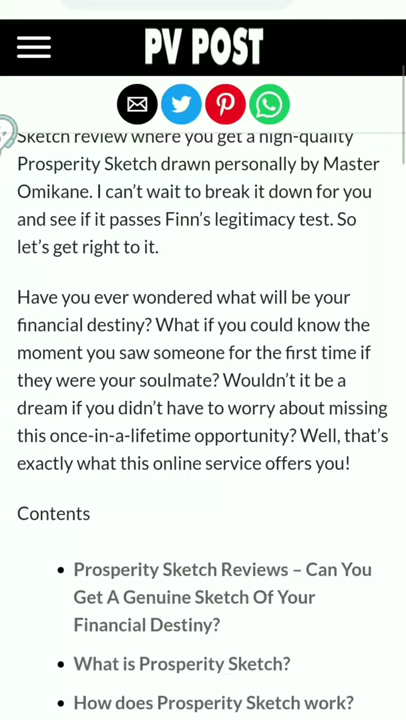 PV POST
Sketch review where you get a high-quality
Prosperity Sketch drawn personally by Master
Omikane. I can’t wait to break it down for you
and see if it passes Finn’s legitimacy test. So
let’s get right to it.
Have you ever wondered what will be your
financial destiny? What if you could know the
moment you saw someone for the first time if
they were your soulmate? Wouldn’t it be a
dream if you didn’t have to worry about missing
this once-in-a-lifetime opportunity? Well, that’s
exactly what this online service offers you!
Contents
• Prosperity Sketch Reviews – Can You
Get A Genuine Sketch Of Your
Financial Destiny?
• What is Prosperity Sketch?
• How does Prosperity Sketch work?